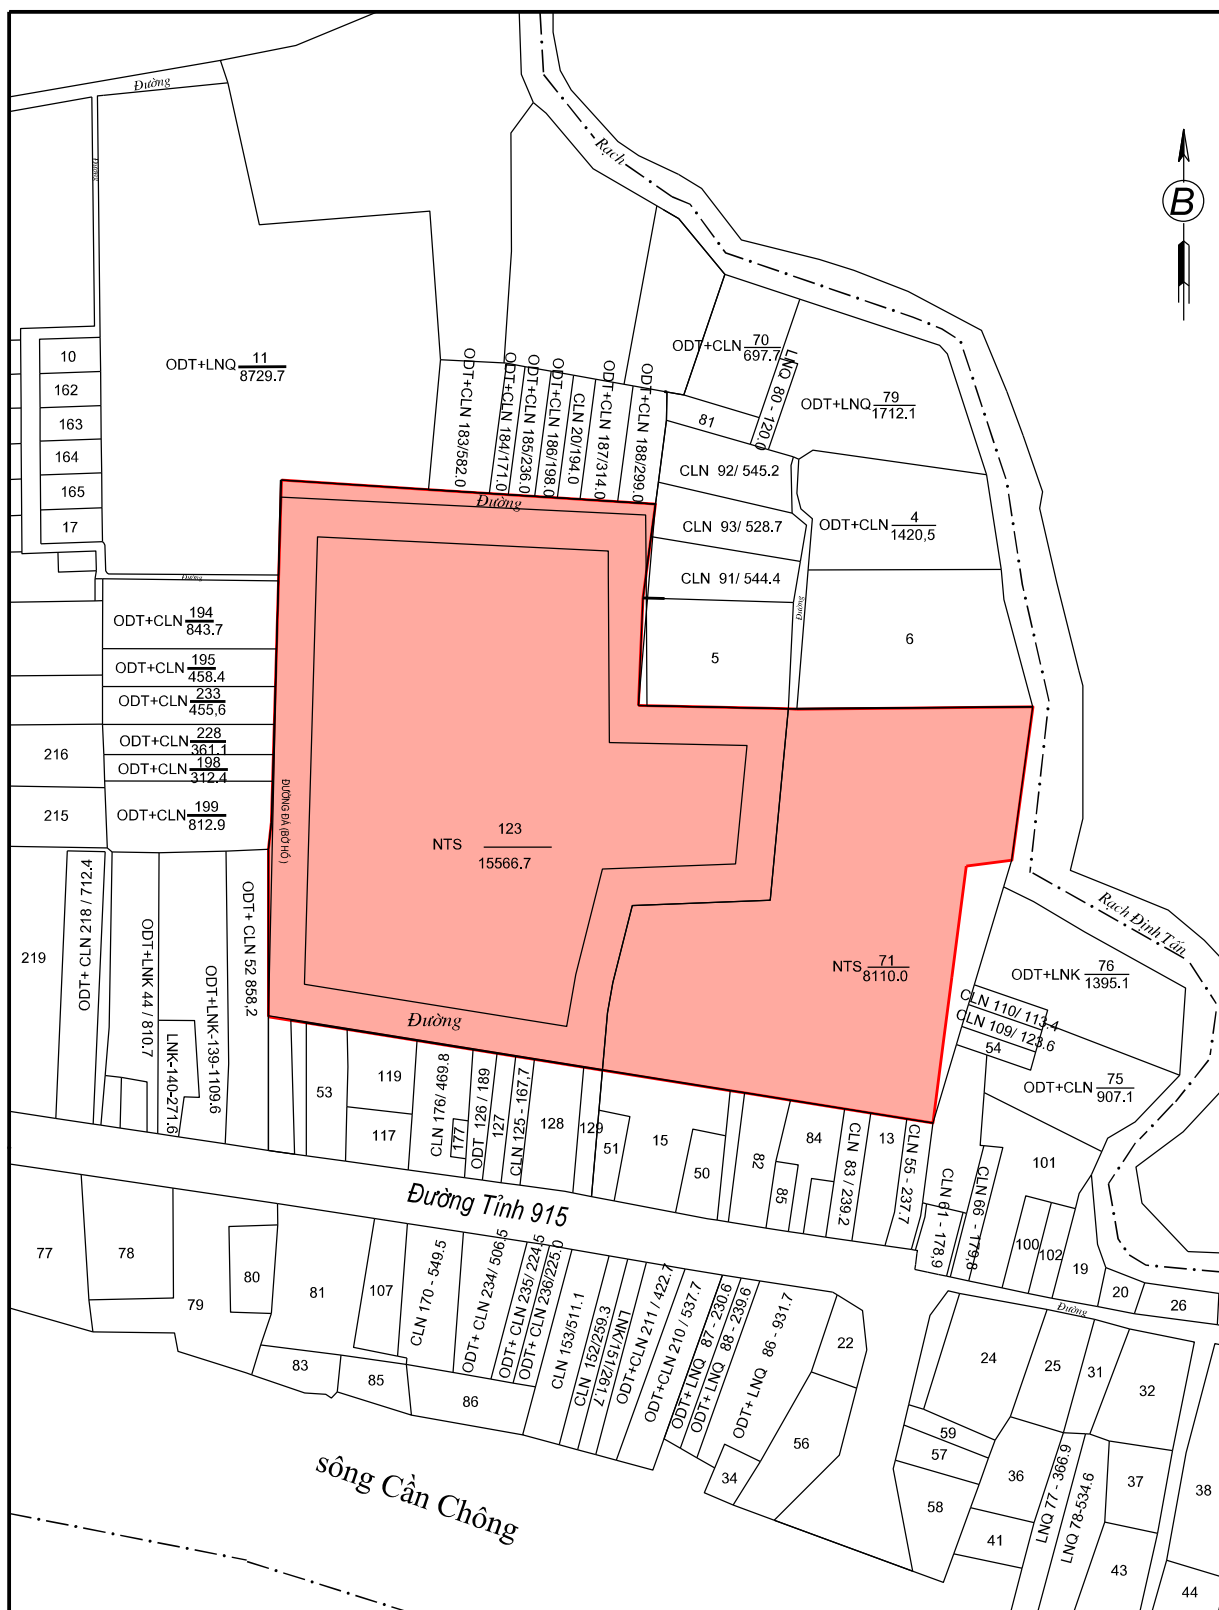 Đường
Đường
Rạch
B
10
162
163
164
165
17
ODT+LNQ 11
8729.7
ODT+CLN 183/582.0
ODT+CLN 184/171.0
ODT+CLN 185/236.0
ODT+CLN 186/198.0
CLN 20/194.0
ODT+CLN 187/314.0
ODT+CLN 188/299.0
ODT+CLN 70
697.7
LNQ 80 - 120.0
ODT+LNQ 79
1712.1
81
CLN 92/ 545.2
CLN 93/ 528.7
CLN 91/ 544.4
ODT+CLN 4
1420,5
Đường
Đường
Đường
5
6
ODT+CLN 194
843.7
ODT+CLN 195
458.4
ODT+CLN 233
455,6
ODT+CLN 228
361.1
ODT+CLN 198
312.4
ODT+CLN 199
812.9
216
215
219
ĐƯỜNG ĐÁ (BỜ HỒ)
NTS 123
15566.7
NTS 71
8110.0
Đường
ODT+ CLN 218 / 712.4
ODT+LNK 44 / 810.7
LNK-140-271.6
ODT+LNK-139-1109.6
ODT+ CLN 52 858,2
Rạch Định Tấn
ODT+LNK 76
1395.1
CLN 110/ 113.4
CLN 109/ 123.6
54
ODT+CLN 75
907.1
53
119
117
CLN 176/ 469.8
177
ODT 126 / 189
127
CLN 125 - 167,7
128
129
51
15
50
82
84
85
CLN 83 / 239.2
13
CLN 55 - 237.7
CLN 61 - 178,9
CLN 66 - 179,8
101
100
102
19
20
26
Đường Tỉnh 915
Đường
77
78
79
80
81
107
83
85
86
CLN 170 - 549.5
ODT+ CLN 234/ 506.5
ODT+ CLN 235/ 224.5
ODT+ CLN 236/225.0
CLN 153/511.1
CLN 152/259.3
LNK/151/261.7
ODT+CLN 211 / 422.7
ODT+CLN 210 / 537.7
ODT+ LNQ 87 - 230.6
ODT+ LNQ 88 - 239.6
ODT+ LNQ 86 - 931.7
22
56
34
24
25
31
32
59
57
58
36
41
LNQ 77 - 366.9
LNQ 78-534.6
37
38
43
44
sông Cần Chông